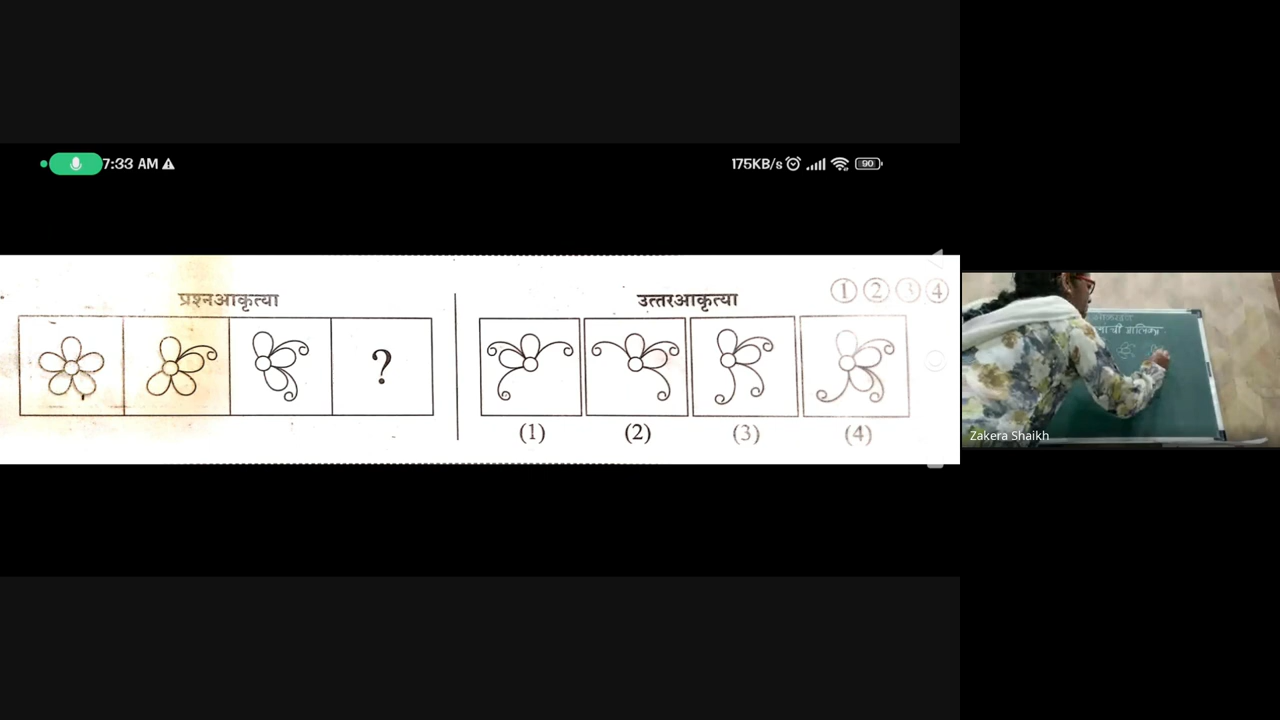 7:33 AM
175KB/s
90
प्रश्नआकृत्या
उत्तरआकृत्या
1 2 3 4
?
(1) (2) (3) (4)
Zakera Shaikh